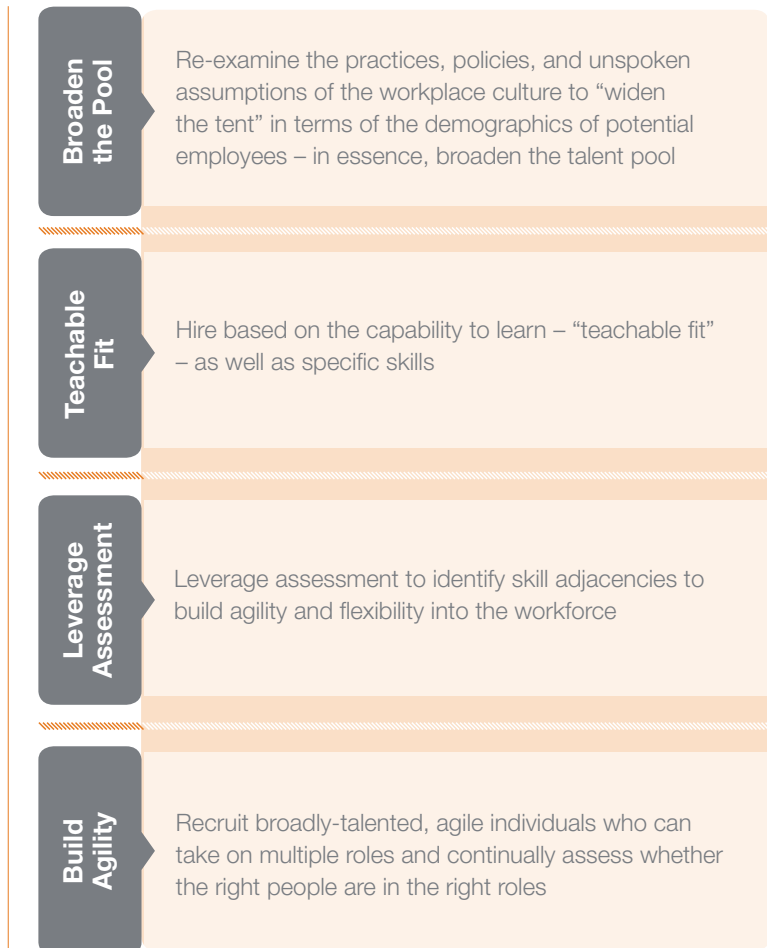 Broaden
the Pool
Re-examine the practices, policies, and unspoken
assumptions of the workplace culture to “widen
the tent” in terms of the demographics of potential
employees – in essence, broaden the talent pool
Teachable
Fit
Hire based on the capability to learn – “teachable fit”
– as well as specific skills
Leverage
Assessment
Leverage assessment to identify skill adjacencies to
build agility and flexibility into the workforce
Build
Agility
Recruit broadly-talented, agile individuals who can
take on multiple roles and continually assess whether
the right people are in the right roles